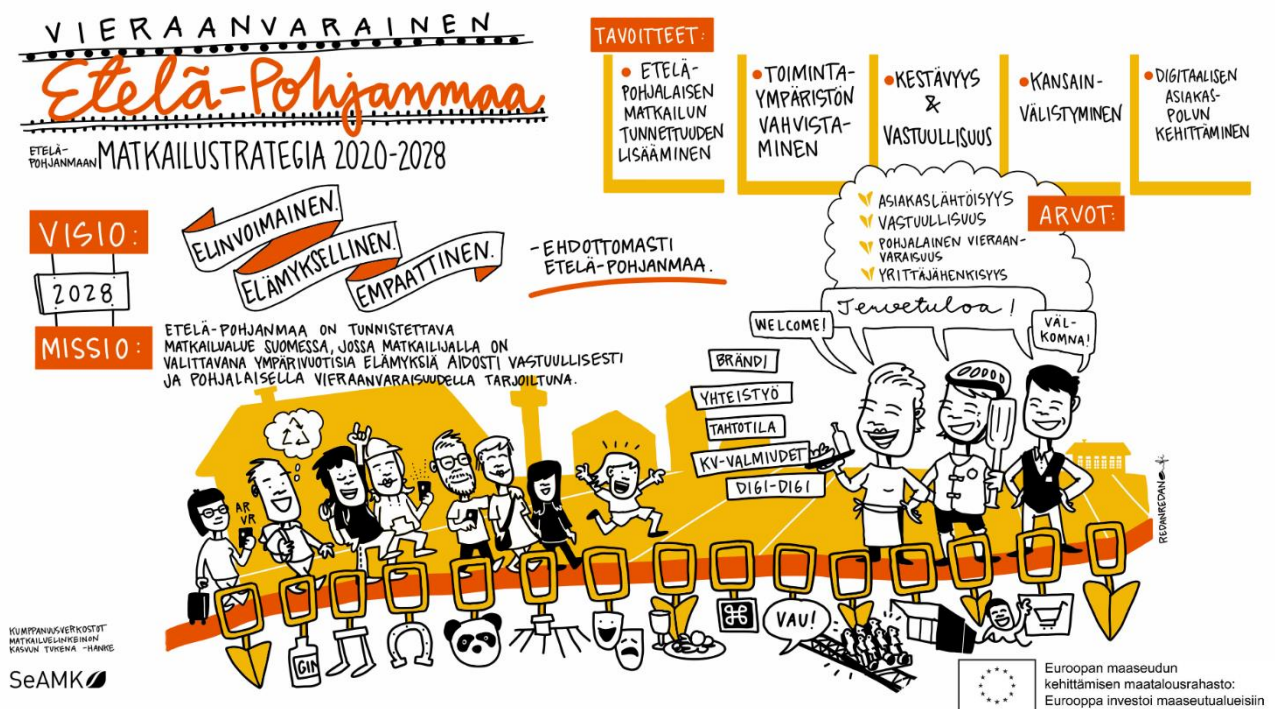 VIERAANVARAINEN
Etelä-Pohjanmaa
ETELÄ-
POHJANMAAN MATKAILUSTRATEGIA 2020-2028
TAVOITTEET:
• ETELÄ-
POHJALAISEN
MATKAILUN
TUNNETTUUDEN
LISÄÄMINEN
• TOIMINTA-
YMPÄRISTÖN
VAHVISTA-
MINEN
• KESTÄVYYS
&
VASTUULLISUUS
• KANSAIN-
VÄLISTYMINEN
• DIGITAALISEN
ASIAKAS-
POLUN
KEHITTÄMINEN
VISIO:
2028
MISSIO:
ELINVOIMAINEN.
ELÄMYKSELLINEN.
EMPAATTINEN.
-EHDOTTOMASTI
ETELÄ-POHJANMAA.
ARVOT:
ASIAKASLÄHTÖISYYS
VASTUULLISUUS
POHJALAINEN VIERAAN-
VARAISUUS
YRITTÄJÄHENKISYYS
ETELÄ-POHJANMAA ON TUNNISTETTAVA
MATKAILUALUE SUOMESSA, JOSSA MATKAILIJALLA ON
VALITTAVANA YMPÄRIVUOTISIA ELÄMYKSIÄ AIDOSTI VASTUULLISESTI
JA POHJALAISELLA VIERAANVARAISUUDELLA TARJOILTUNA.
WELCOME!
Tervetuloa!
VÄL-
KOMNA!
BRÄNDI
YHTEISTYÖ
TAHTOTILA
KV-VALMIUDET
DIGI-DIGI
AR
VR
GIN
VAU!
REDANREDAN
KUMPPANUUSVERKOSTOT
MATKAILUELINKEINON
KASVUN TUKENA -HANKE
SeAMK
Euroopan maaseudun
kehittämisen maatalousrahasto:
Eurooppa investoi maaseutualueisiin